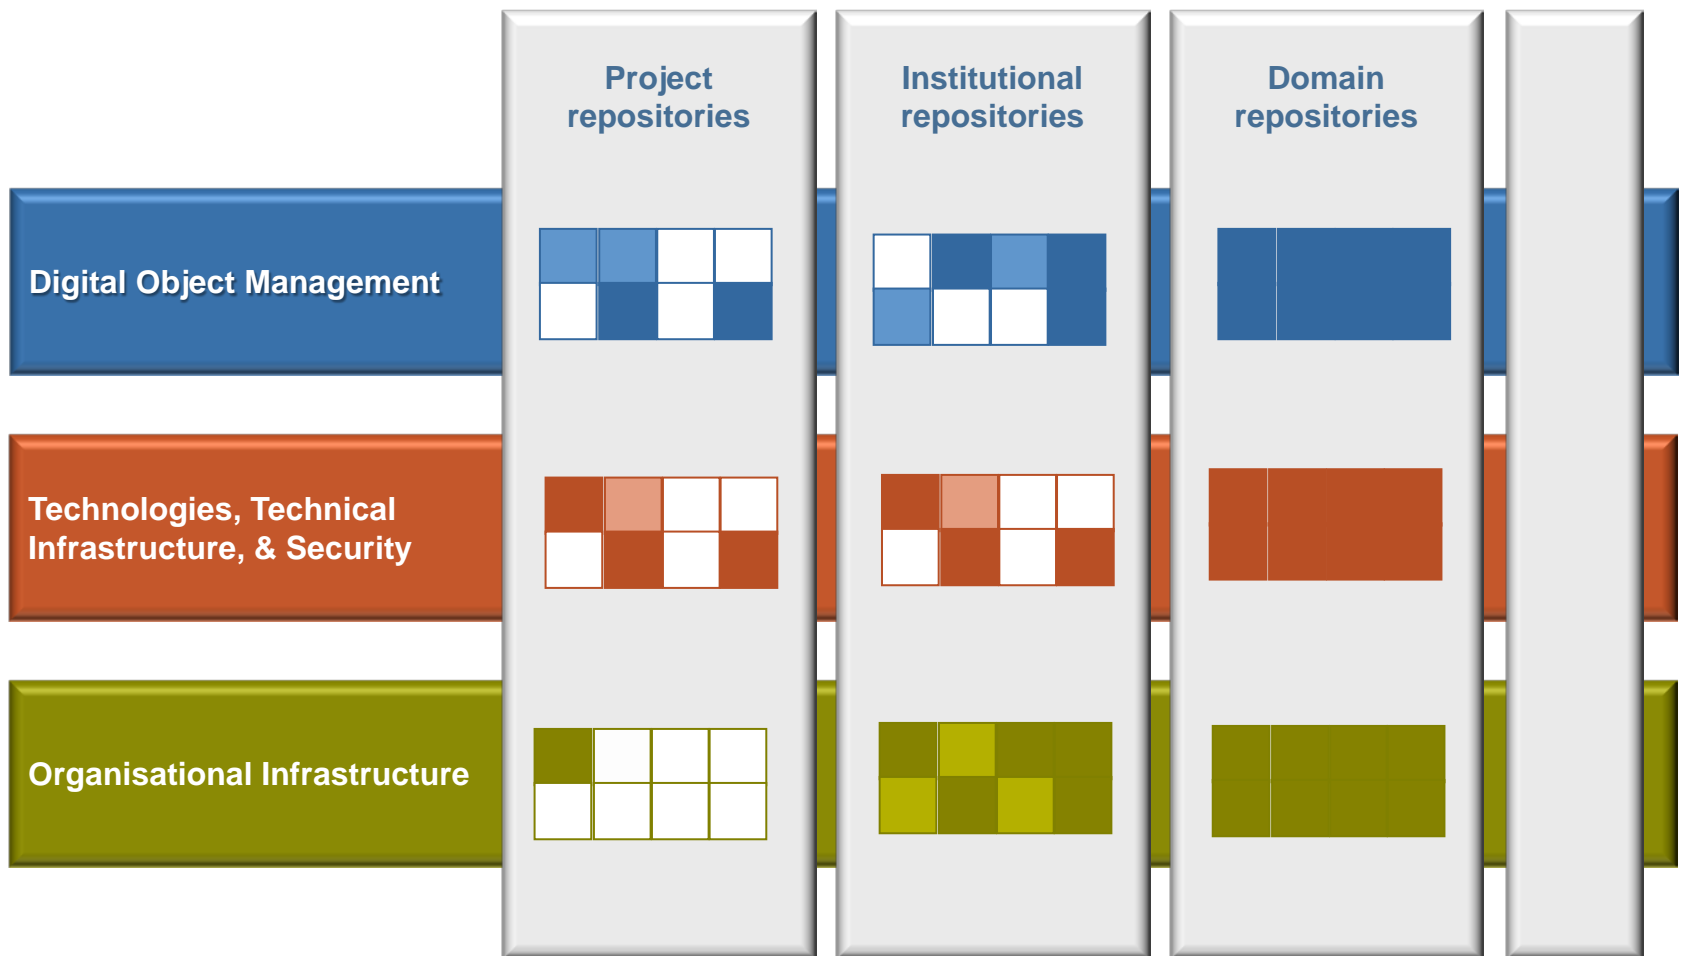 Project
repositories
Institutional
repositories
Domain
repositories
Digital Object Management
Technologies, Technical
Infrastructure, & Security
Organisational Infrastructure